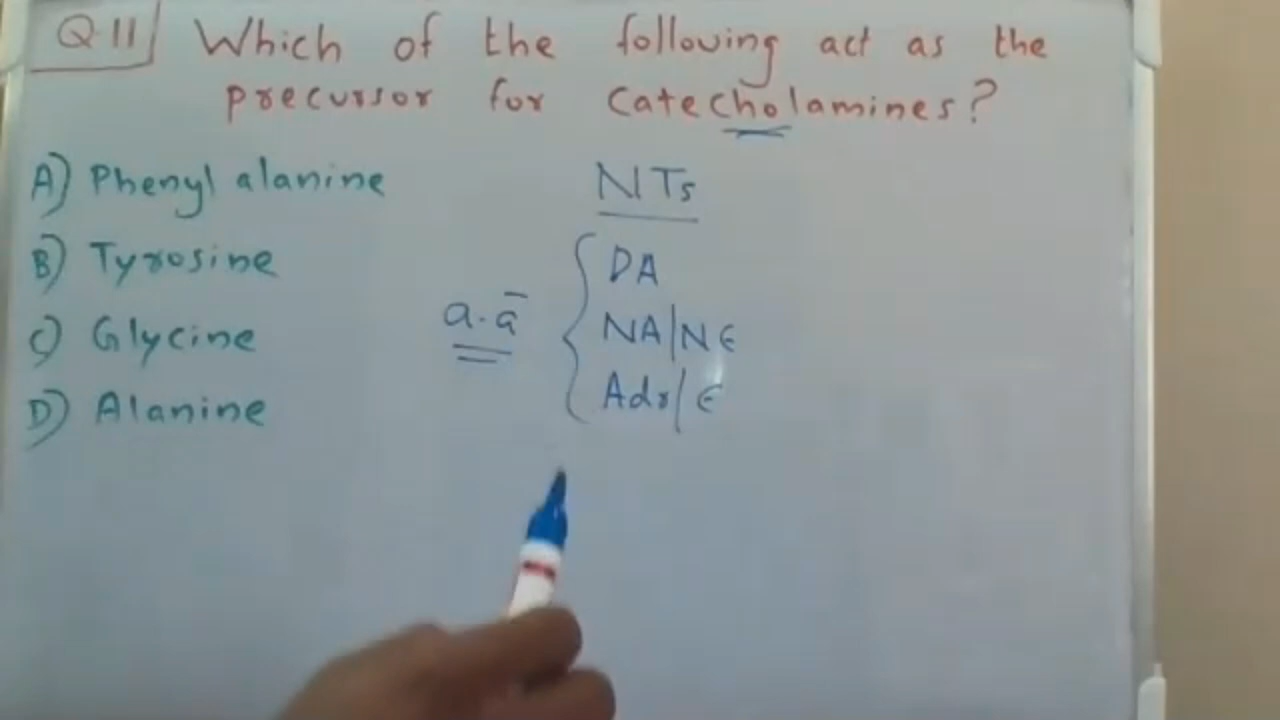 Q.11 Which of the following act as the
precursor for Catecholamines?
A) Phenyl alanine
B) Tyrosine
C) Glycine
D) Alanine
NTs
DA
a.a
NA/NE
Adr/E